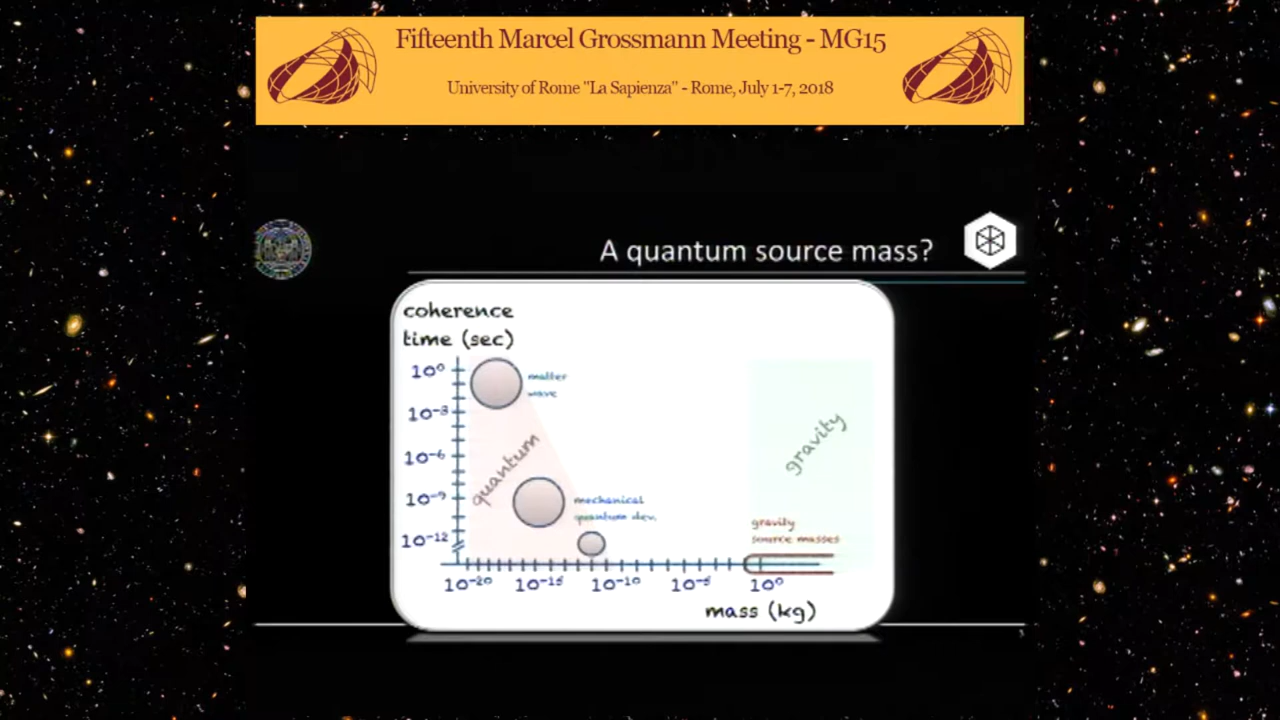 Fifteenth Marcel Grossmann Meeting - MG15
University of Rome "La Sapienza" - Rome, July 1-7, 2018
A quantum source mass?
coherence
time (sec)
10⁰
matter
wave
10⁻³
quantum
gravity
10⁻⁶
10⁻⁹
mechanical
quantum dev.
gravity
source masses
10⁻¹²
10⁻²⁰ 10⁻¹⁵ 10⁻¹⁰ 10⁻⁵ 10⁰
mass (kg)